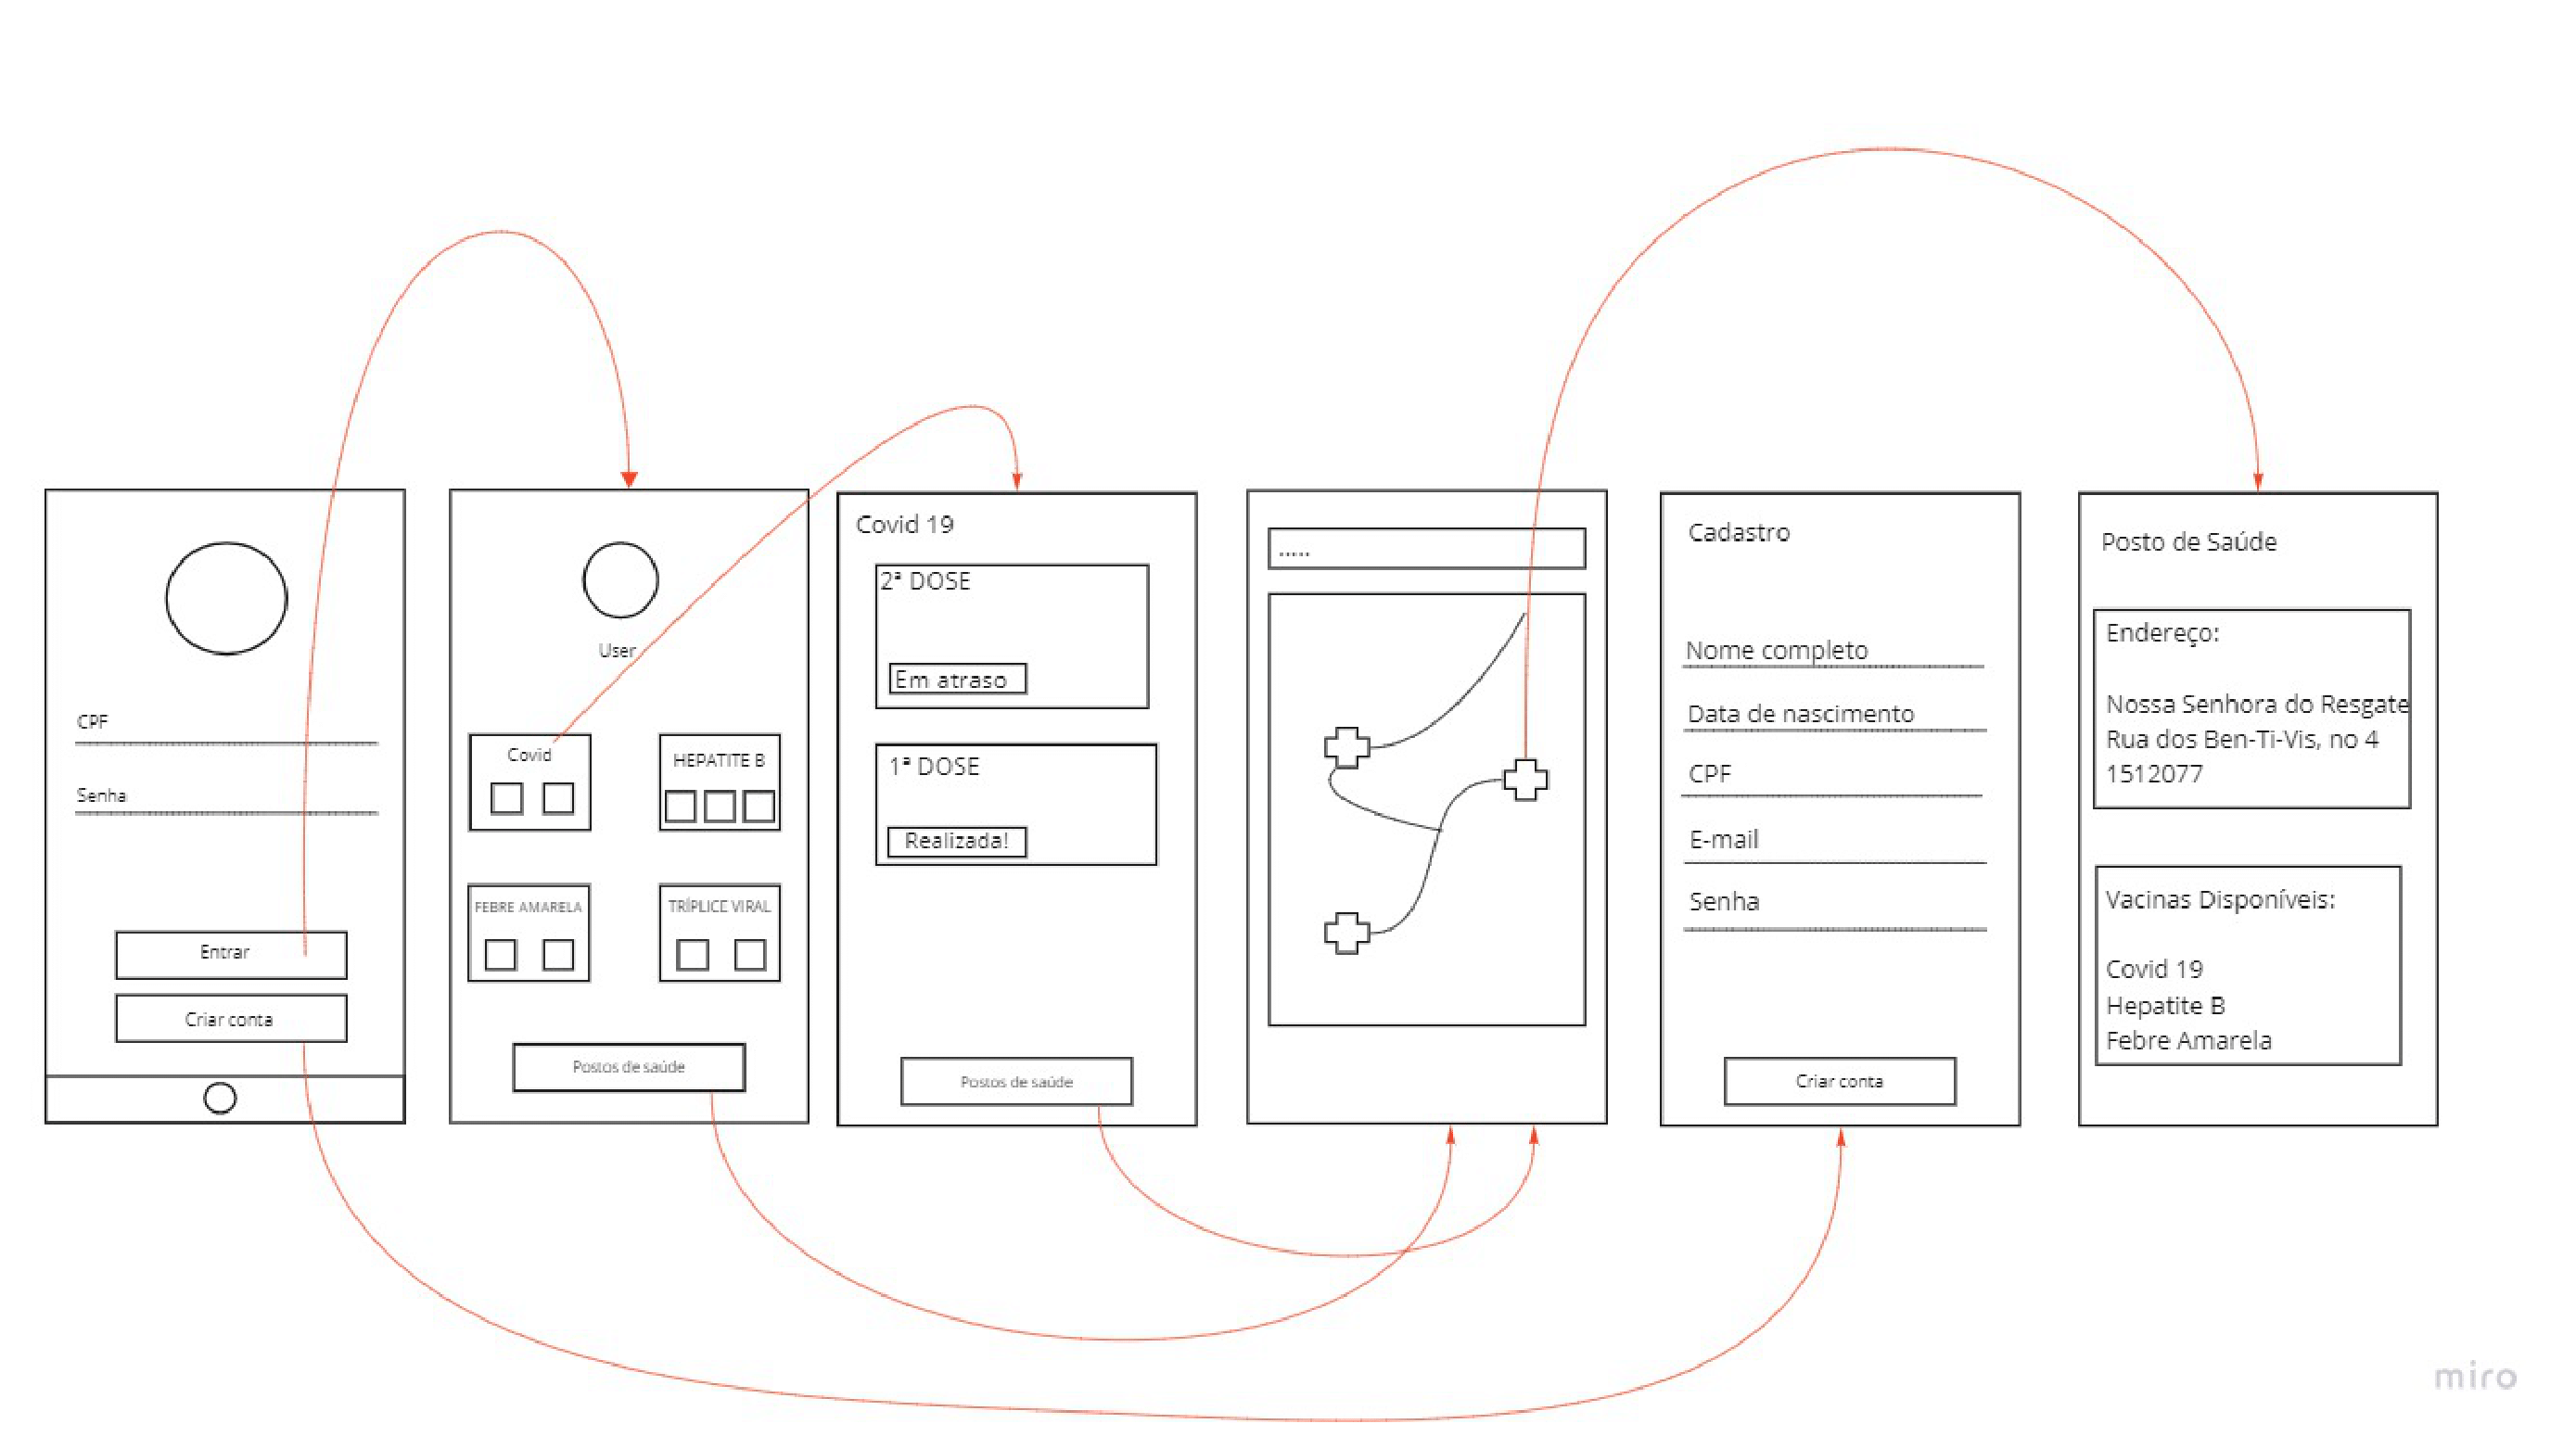 CPF
Senha
Entrar
Criar conta
User
Covid
HEPATITE B
FEBRE AMARELA
TRÍPLICE VIRAL
Postos de saúde
Covid 19
2ª DOSE
Em atraso
1ª DOSE
Realizada!
Postos de saúde
.....
Cadastro
Nome completo
Data de nascimento
CPF
E-mail
Senha
Criar conta
Posto de Saúde
Endereço:
Nossa Senhora do Resgate
Rua dos Ben-Ti-Vis, no 4
1512077
Vacinas Disponíveis:
Covid 19
Hepatite B
Febre Amarela
miro